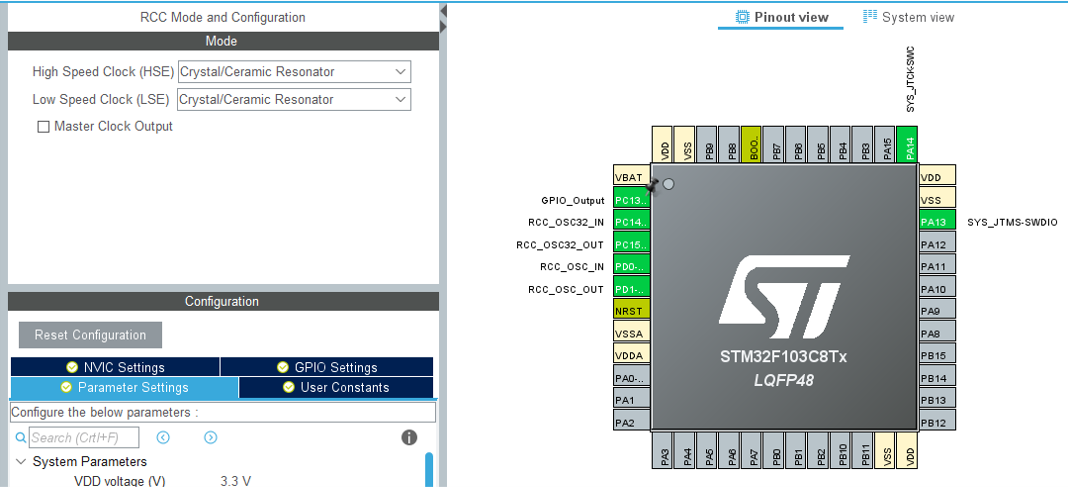 RCC Mode and Configuration
Mode
High Speed Clock (HSE) Crystal/Ceramic Resonator
Low Speed Clock (LSE) Crystal/Ceramic Resonator
Master Clock Output
Configuration
Reset Configuration
NVIC Settings
GPIO Settings
Parameter Settings
User Constants
Configure the below parameters :
Search (Crtl+F)
System Parameters
VDD voltage (V) 3.3 V
Pinout view
System view
SYS_JTCK-SWC
VDD
VSS
PB9
PB8
BOO..
PB7
PB6
PB5
PB4
PB3
PA15
PA14
VBAT
GPIO_Output PC13..
RCC_OSC32_IN PC14..
RCC_OSC32_OUT PC15..
RCC_OSC_IN PD0-..
RCC_OSC_OUT PD1-..
NRST
VSSA
VDDA
PA0-..
PA1
PA2
ST
STM32F103C8Tx
LQFP48
VDD
VSS
PA13 SYS_JTMS-SWDIO
PA12
PA11
PA10
PA9
PA8
PB15
PB14
PB13
PB12
PA3
PA4
PA5
PA6
PA7
PB0
PB1
PB2
PB10
PB11
VSS
VDD